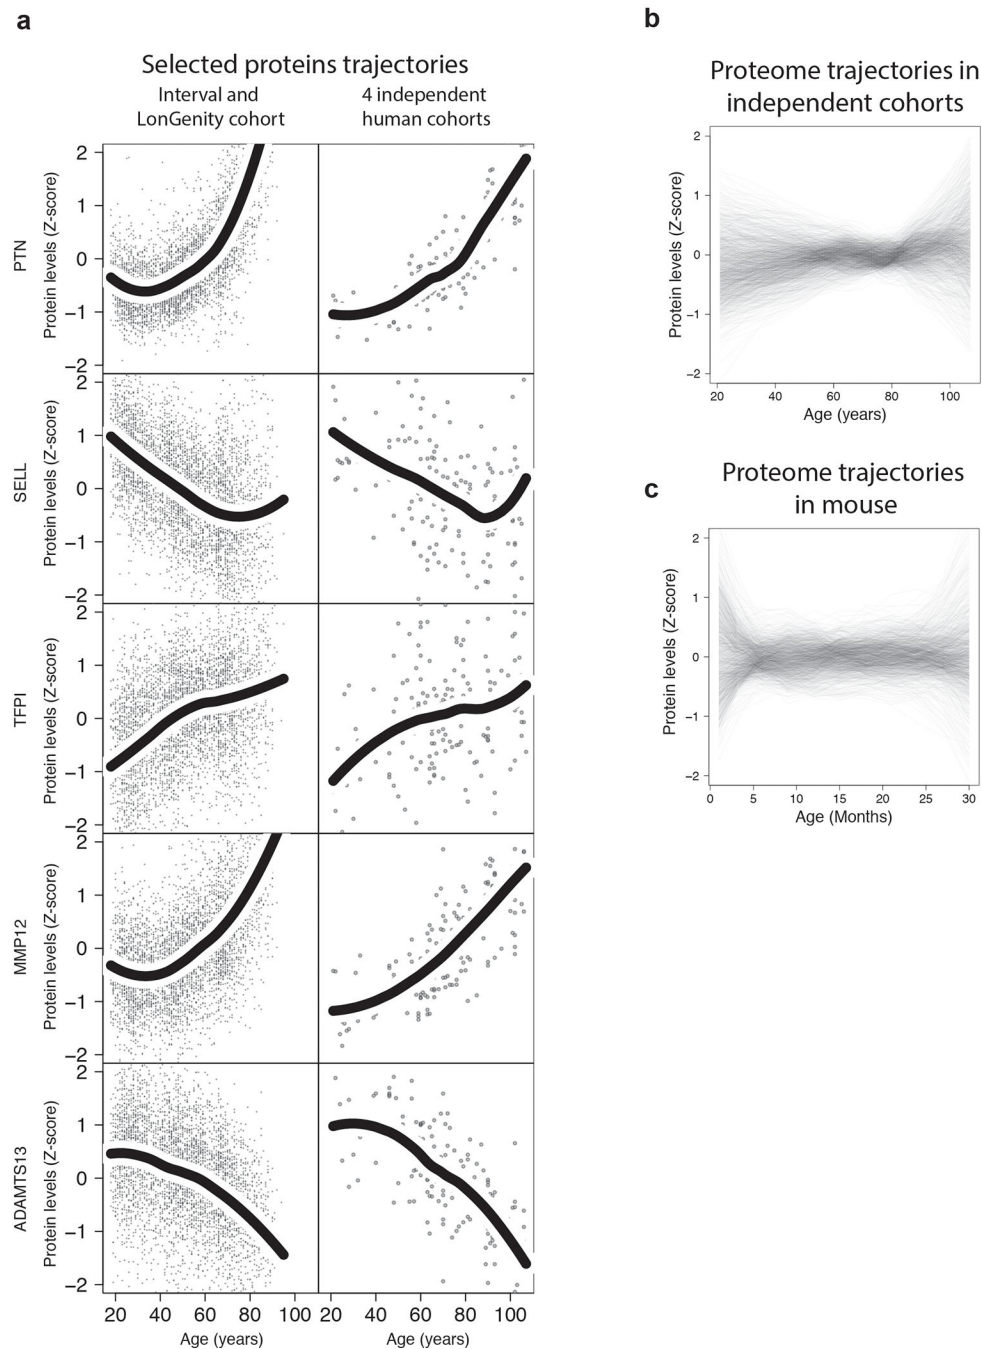 a
Selected proteins trajectories
Interval and
LonGenity cohort
4 independent
human cohorts
PTN
Protein levels (Z-score)
2
1
0
−1
−2
SELL
Protein levels (Z-score)
2
1
0
−1
−2
TFPI
Protein levels (Z-score)
2
1
0
−1
−2
MMP12
Protein levels (Z-score)
2
1
0
−1
−2
ADAMTS13
Protein levels (Z-score)
2
1
0
−1
−2
20 40 60 80 100
Age (years)
20 40 60 80 100
Age (years)
b
Proteome trajectories in
independent cohorts
Protein levels (Z-score)
2
1
0
−1
−2
20 40 60 80 100
Age (years)
c
Proteome trajectories
in mouse
Protein levels (Z-score)
2
1
0
−1
−2
0 5 10 15 20 25 30
Age (Months)